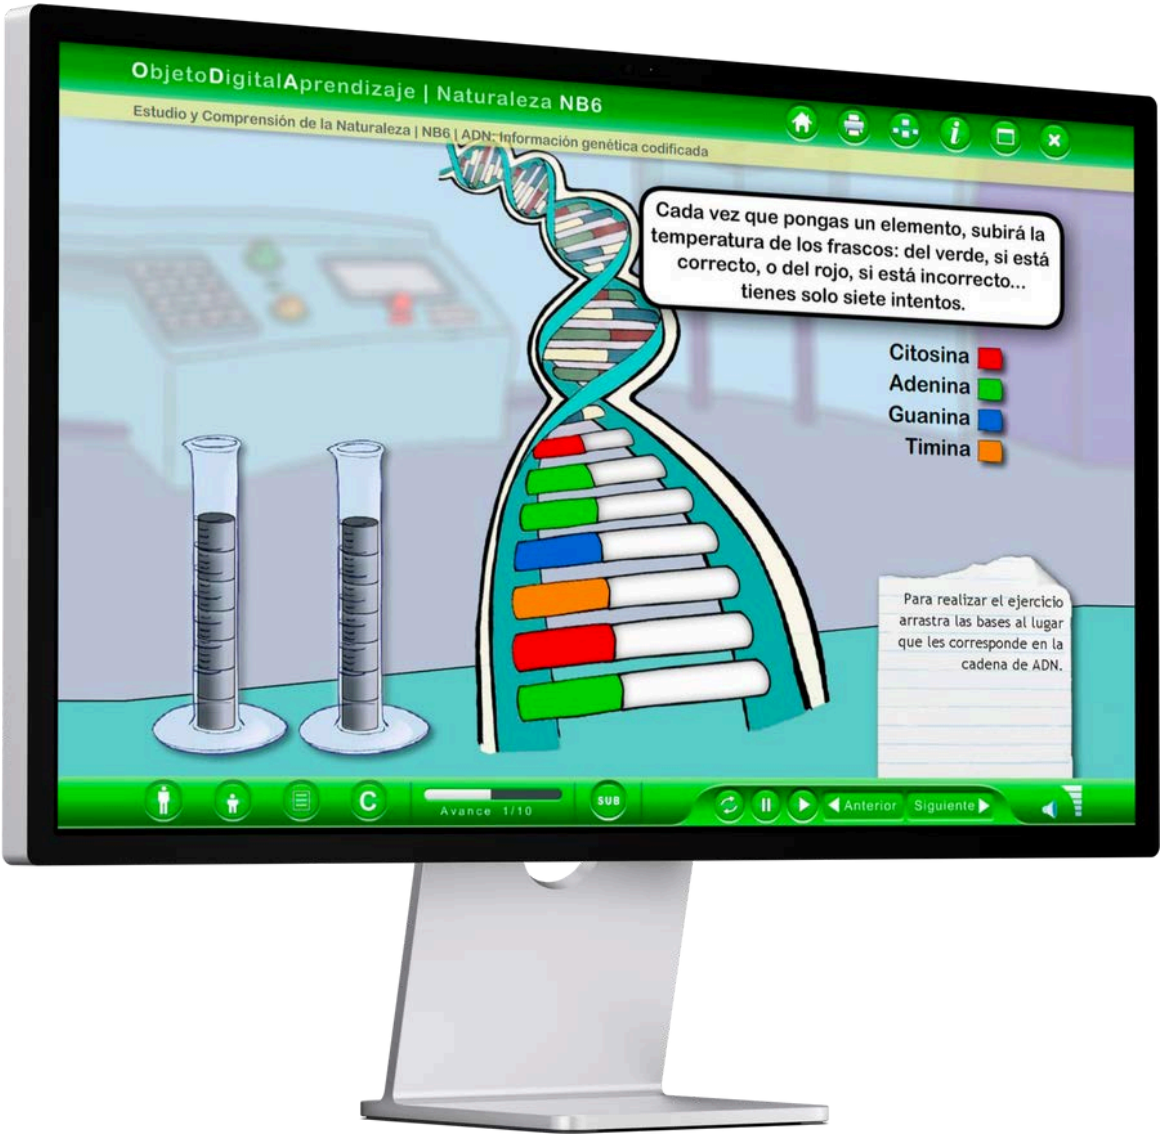 ObjetoDigitalAprendizaje | Naturaleza NB6
Estudio y Comprensión de la Naturaleza | NB6 | ADN: Información genética codificada
Cada vez que pongas un elemento, subirá la
temperatura de los frascos: del verde, si está
correcto, o del rojo, si está incorrecto...
tienes solo siete intentos.
Citosina
Adenina
Guanina
Timina
Para realizar el ejercicio
arrastra las bases al lugar
que les corresponde en la
cadena de ADN.
C
Avance 1/10
SUB
Anterior
Siguiente